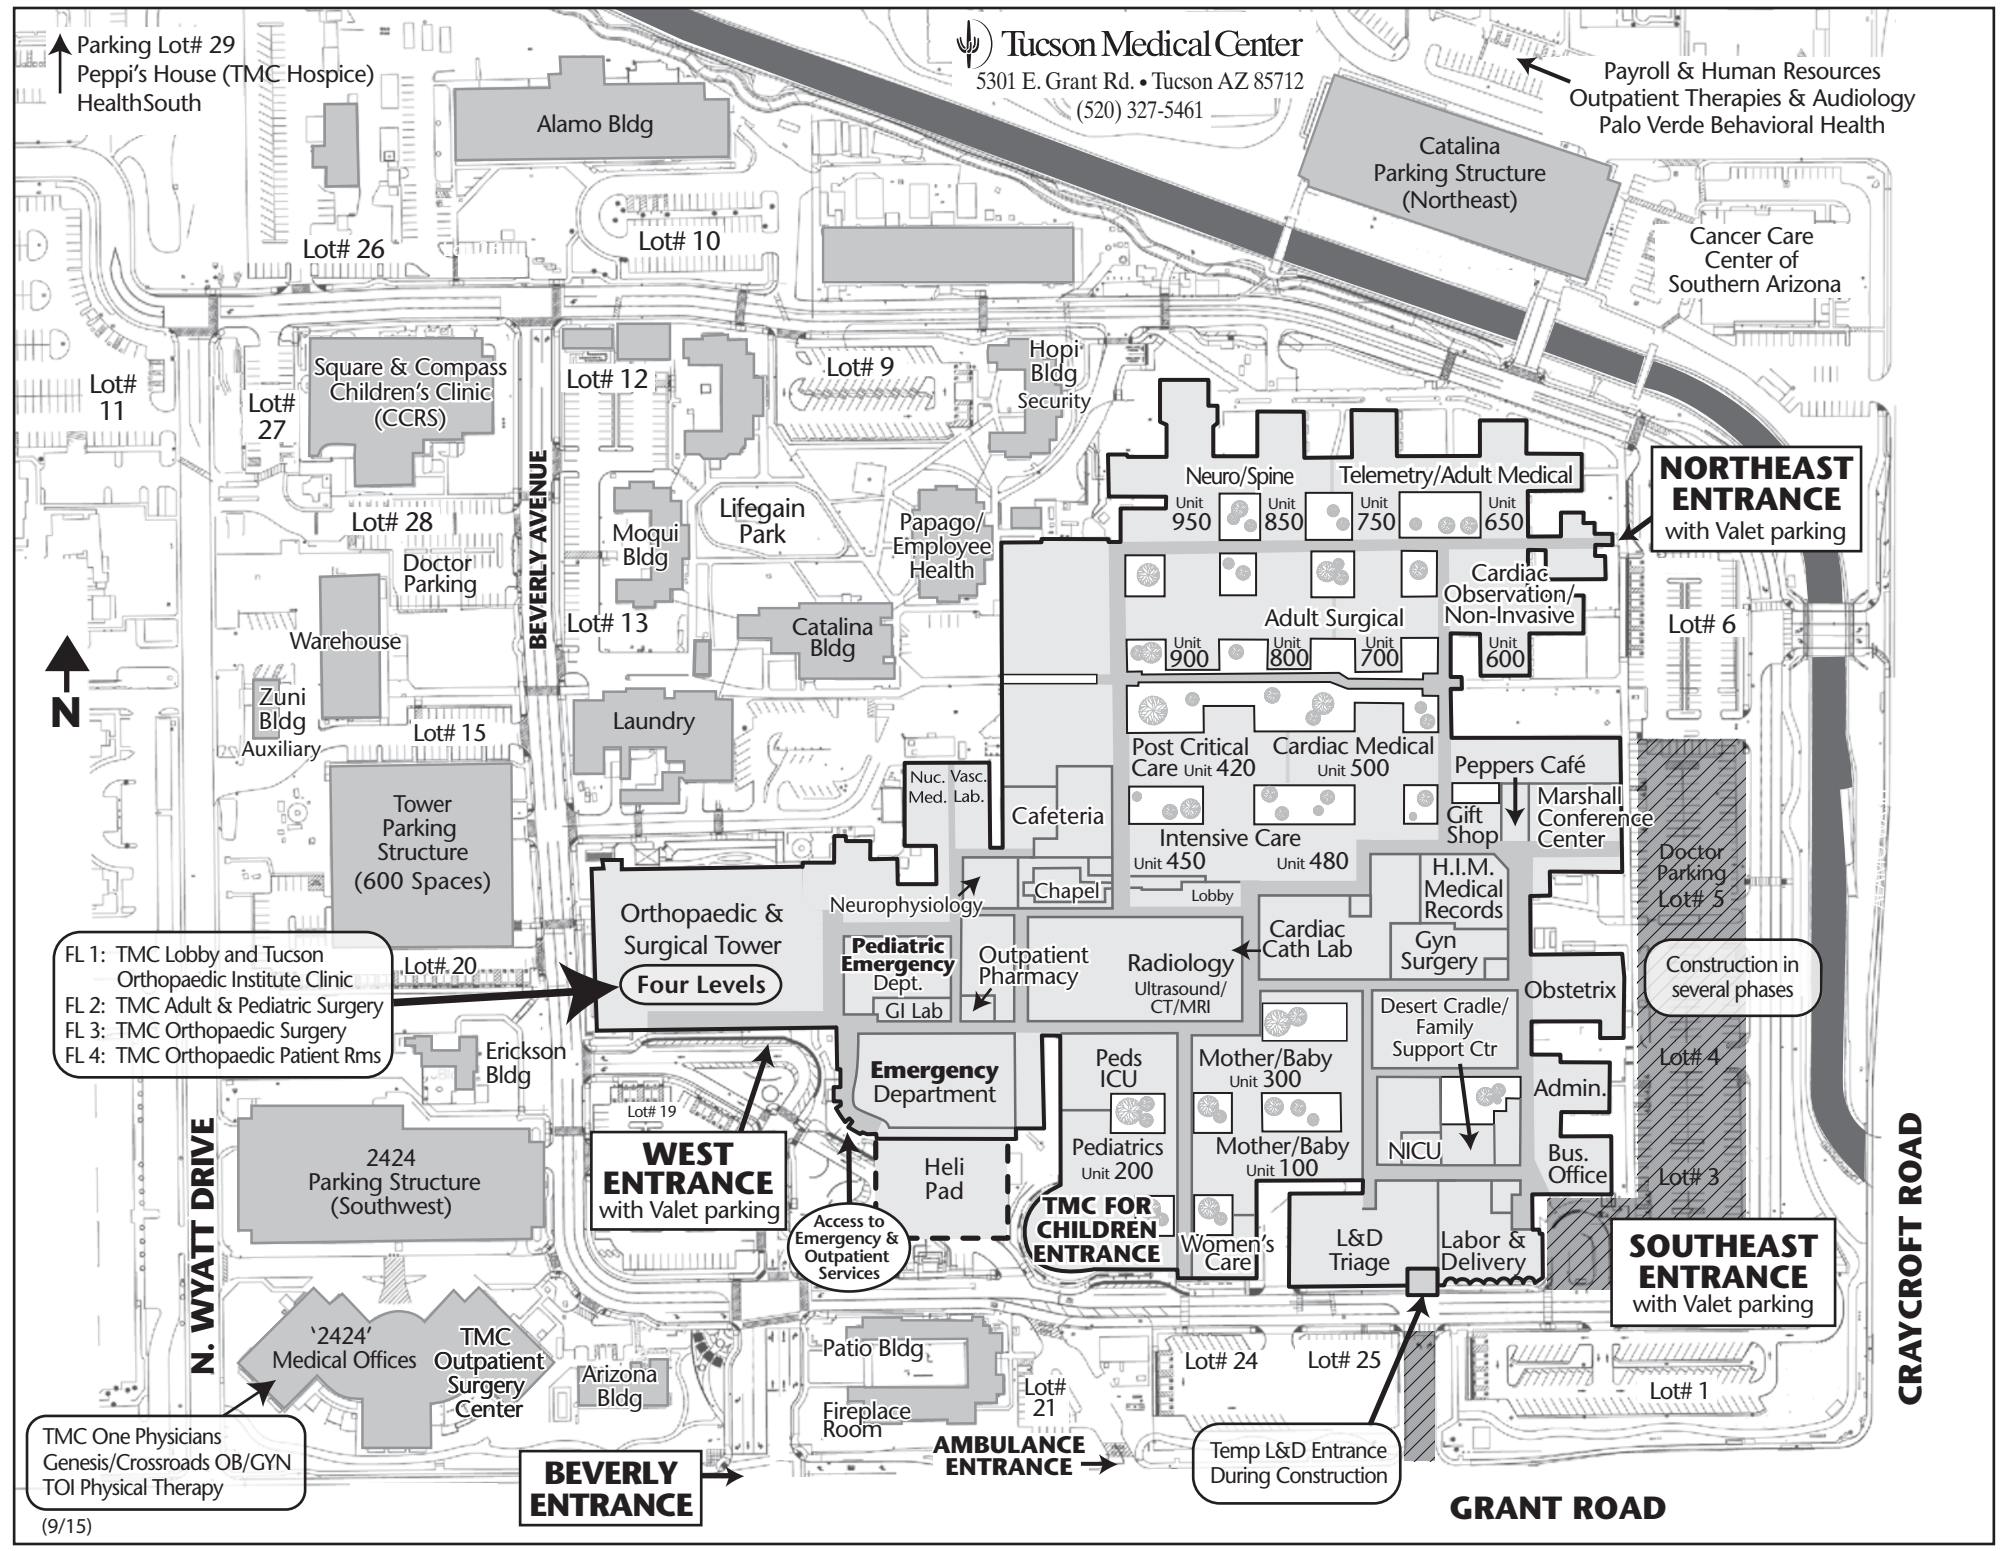 Parking Lot# 29
Peppi's House (TMC Hospice)
HealthSouth
Tucson Medical Center
5301 E. Grant Rd. • Tucson AZ 85712
(520) 327-5461
Payroll & Human Resources
Outpatient Therapies & Audiology
Palo Verde Behavioral Health
Alamo Bldg
Catalina
Parking Structure
(Northeast)
Cancer Care
Center of
Southern Arizona
Lot# 26
Lot# 10
Lot#
11
Lot#
27
Square & Compass
Children's Clinic
(CCRS)
Lot# 12
Lot# 9
Hopi
Bldg
Security
BEVERLY AVENUE
Lot# 28
Doctor
Parking
Moqui
Bldg
Lifegain
Park
Papago/
Employee
Health
Neuro/Spine
Telemetry/Adult Medical
Unit
950
Unit
850
Unit
750
Unit
650
NORTHEAST
ENTRANCE
with Valet parking
Cardiac
Observation/
Non-Invasive
Adult Surgical
Unit
900
Unit
800
Unit
700
Unit
600
Lot# 6
Warehouse
Lot# 13
Catalina
Bldg
N
Zuni
Bldg
Auxiliary
Lot# 15
Laundry
Tower
Parking
Structure
(600 Spaces)
Nuc.
Med.
Vasc.
Lab.
Cafeteria
Post Critical
Care Unit 420
Cardiac Medical
Unit 500
Peppers Café
Gift
Shop
Marshall
Conference
Center
Intensive Care
Unit 450
Unit 480
Lobby
Chapel
Neurophysiology
H.I.M.
Medical
Records
Doctor
Parking
Lot# 5
Orthopaedic &
Surgical Tower
Four Levels
FL 1: TMC Lobby and Tucson
Orthopaedic Institute Clinic
FL 2: TMC Adult & Pediatric Surgery
FL 3: TMC Orthopaedic Surgery
FL 4: TMC Orthopaedic Patient Rms
Lot# 20
Pediatric
Emergency
Dept.
GI Lab
Outpatient
Pharmacy
Radiology
Ultrasound/
CT/MRI
Cardiac
Cath Lab
Gyn
Surgery
Obstetrix
Construction in
several phases
Desert Cradle/
Family
Support Ctr
Erickson
Bldg
Emergency
Department
Peds
ICU
Mother/Baby
Unit 300
Admin.
Lot# 4
Lot# 19
2424
Parking Structure
(Southwest)
N. WYATT DRIVE
WEST
ENTRANCE
with Valet parking
Heli
Pad
Pediatrics
Unit 200
Mother/Baby
Unit 100
NICU
Bus.
Office
Lot# 3
Access to
Emergency &
Outpatient
Services
TMC FOR
CHILDREN
ENTRANCE
Women's
Care
L&D
Triage
Labor &
Delivery
SOUTHEAST
ENTRANCE
with Valet parking
CRAYCROFT ROAD
'2424'
Medical Offices
TMC
Outpatient
Surgery
Center
Arizona
Bldg
Patio Bldg
Fireplace
Room
Lot#
21
Lot# 24
Lot# 25
Lot# 1
TMC One Physicians
Genesis/Crossroads OB/GYN
TOI Physical Therapy
BEVERLY
ENTRANCE
AMBULANCE
ENTRANCE
Temp L&D Entrance
During Construction
GRANT ROAD
(9/15)